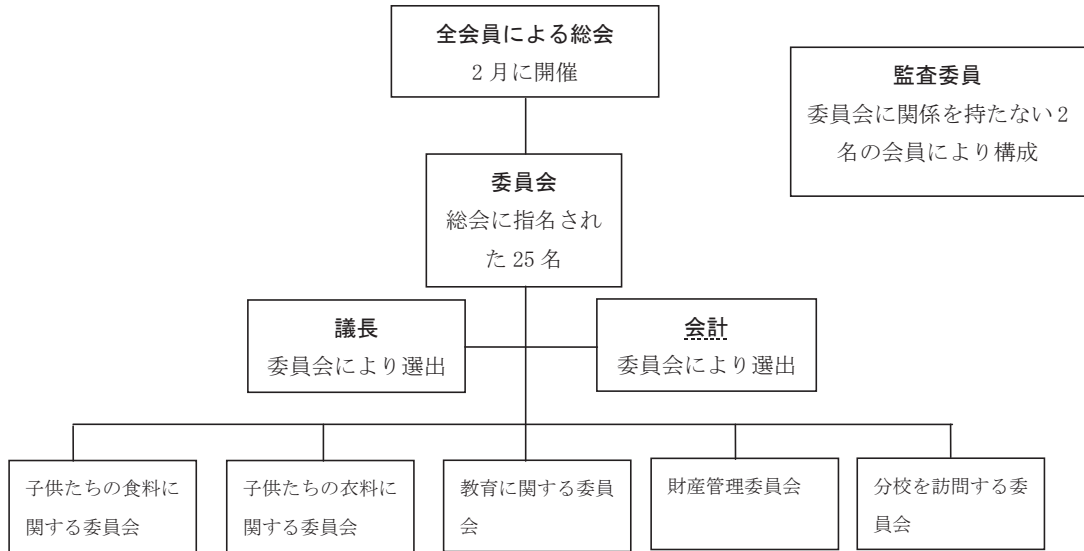 全会員による総会
2 月に開催
監査委員
委員会に関係を持たない 2
名の会員により構成
委員会
総会に指名され
た 25 名
議長
委員会により選出
会計
委員会により選出
子供たちの食料に
関する委員会
子供たちの衣料に
関する委員会
教育に関する委員
会
財産管理委員会
分校を訪問する委
員会